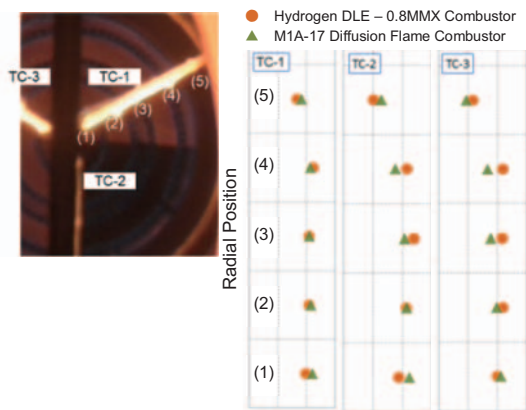 Hydrogen DLE – 0.8MMX Combustor
M1A-17 Diffusion Flame Combustor
TC-3
TC-1
(5)
(4)
(3)
(2)
(1)
TC-2
Radial Position
TC-1
TC-2
TC-3
(5)
(4)
(3)
(2)
(1)